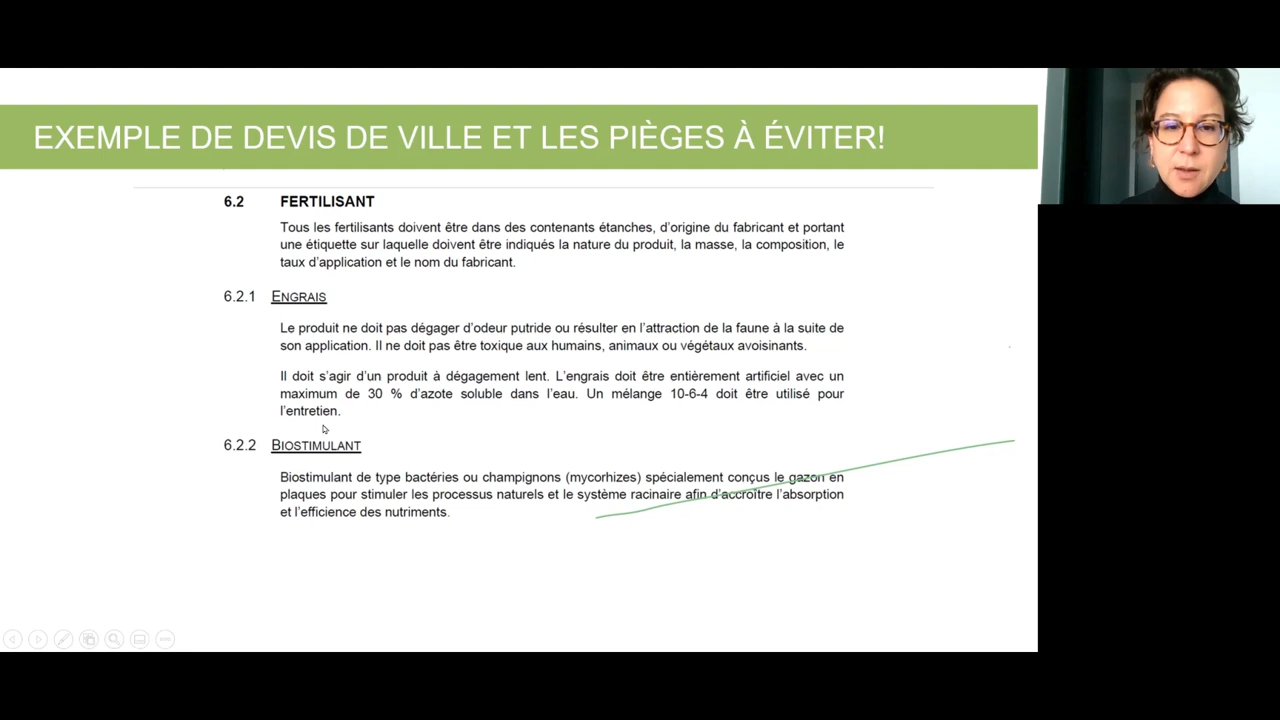 EXEMPLE DE DEVIS DE VILLE ET LES PIÈGES À ÉVITER!
6.2 FERTILISANT
Tous les fertilisants doivent être dans des contenants étanches, d'origine du fabricant et portant
une étiquette sur laquelle doivent être indiqués la nature du produit, la masse, la composition, le
taux d'application et le nom du fabricant.
6.2.1 ENGRAIS
Le produit ne doit pas dégager d'odeur putride ou résulter en l'attraction de la faune à la suite de
son application. Il ne doit pas être toxique aux humains, animaux ou végétaux avoisinants.
Il doit s'agir d'un produit à dégagement lent. L'engrais doit être entièrement artificiel avec un
maximum de 30 % d'azote soluble dans l'eau. Un mélange 10-6-4 doit être utilisé pour
l'entretien.
6.2.2 BIOSTIMULANT
Biostimulant de type bactéries ou champignons (mycorhizes) spécialement conçus le gazon en
plaques pour stimuler les processus naturels et le système racinaire afin d'accroître l'absorption
et l'efficience des nutriments.